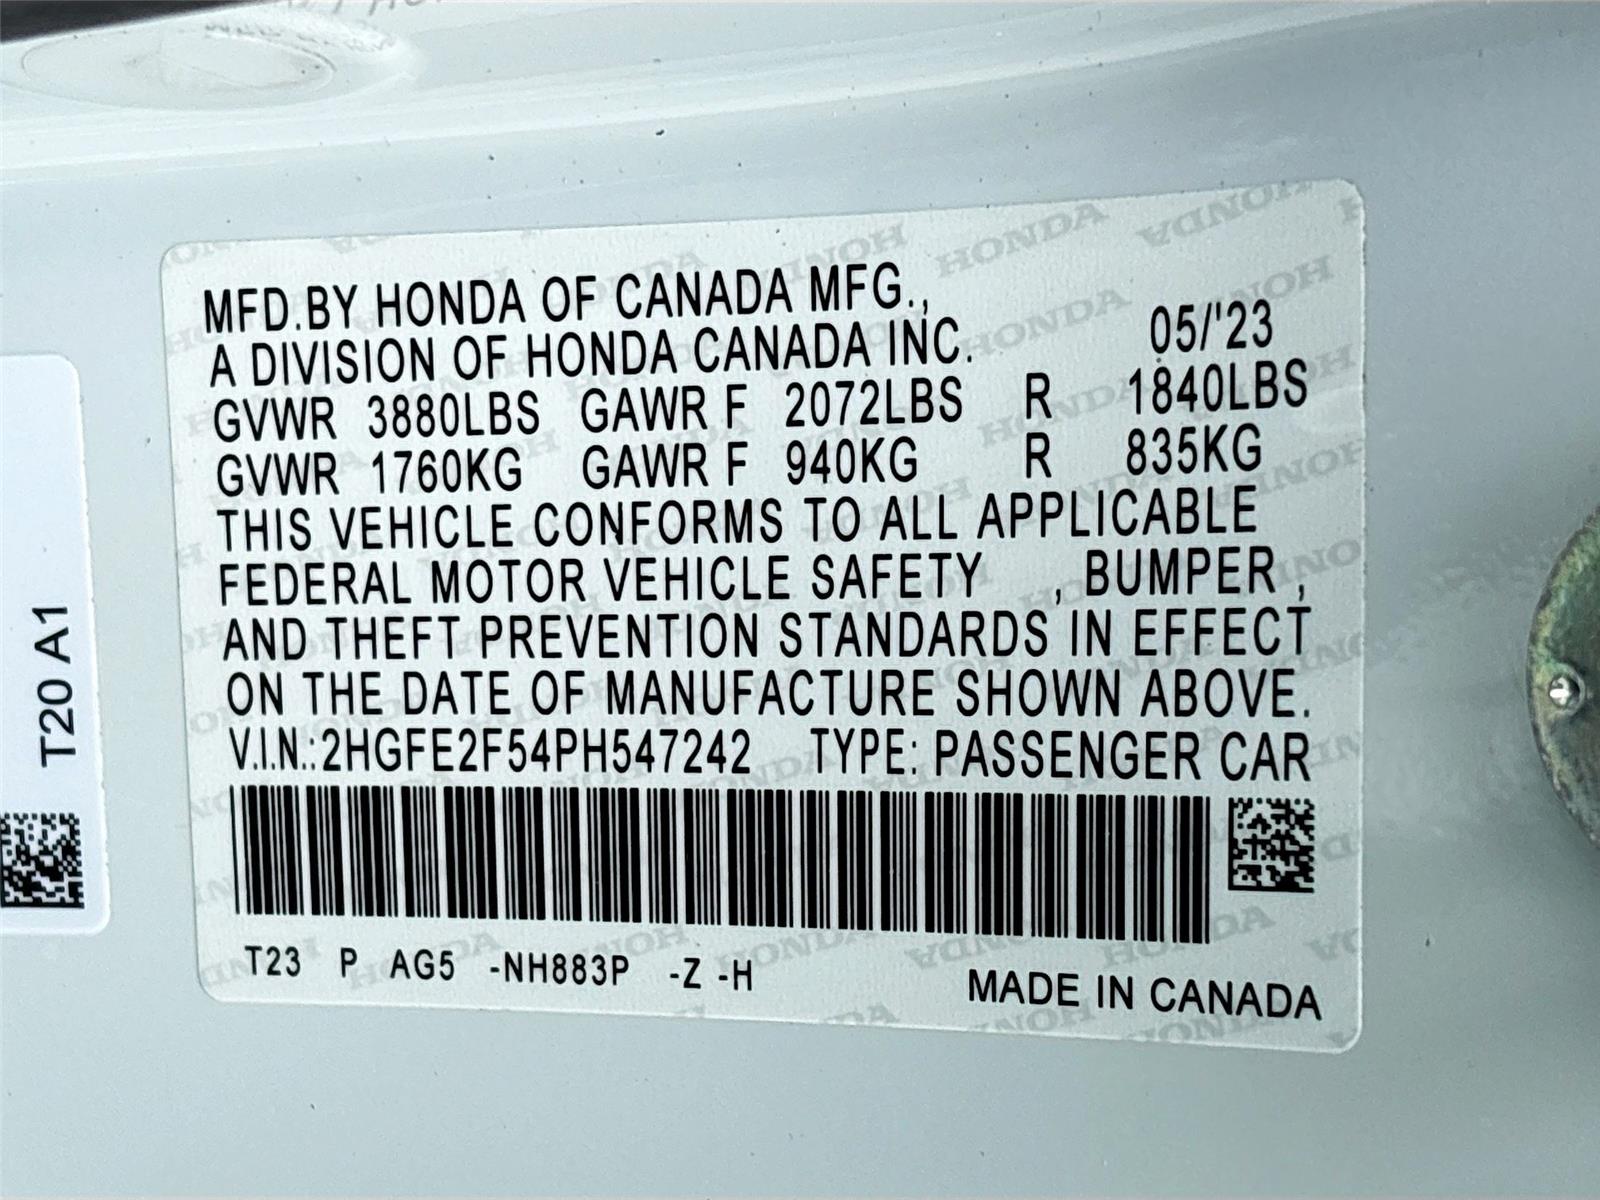 MFD.BY HONDA OF CANADA MFG.,
A DIVISION OF HONDA CANADA INC. 05/'23
GVWR 3880LBS GAWR F 2072LBS R 1840LBS
GVWR 1760KG GAWR F 940KG R 835KG
THIS VEHICLE CONFORMS TO ALL APPLICABLE
FEDERAL MOTOR VEHICLE SAFETY , BUMPER ,
AND THEFT PREVENTION STANDARDS IN EFFECT
ON THE DATE OF MANUFACTURE SHOWN ABOVE.
V.I.N.:2HGFE2F54PH547242 TYPE: PASSENGER CAR
T23 P AG5 -NH883P -Z -H
MADE IN CANADA
T20 A1